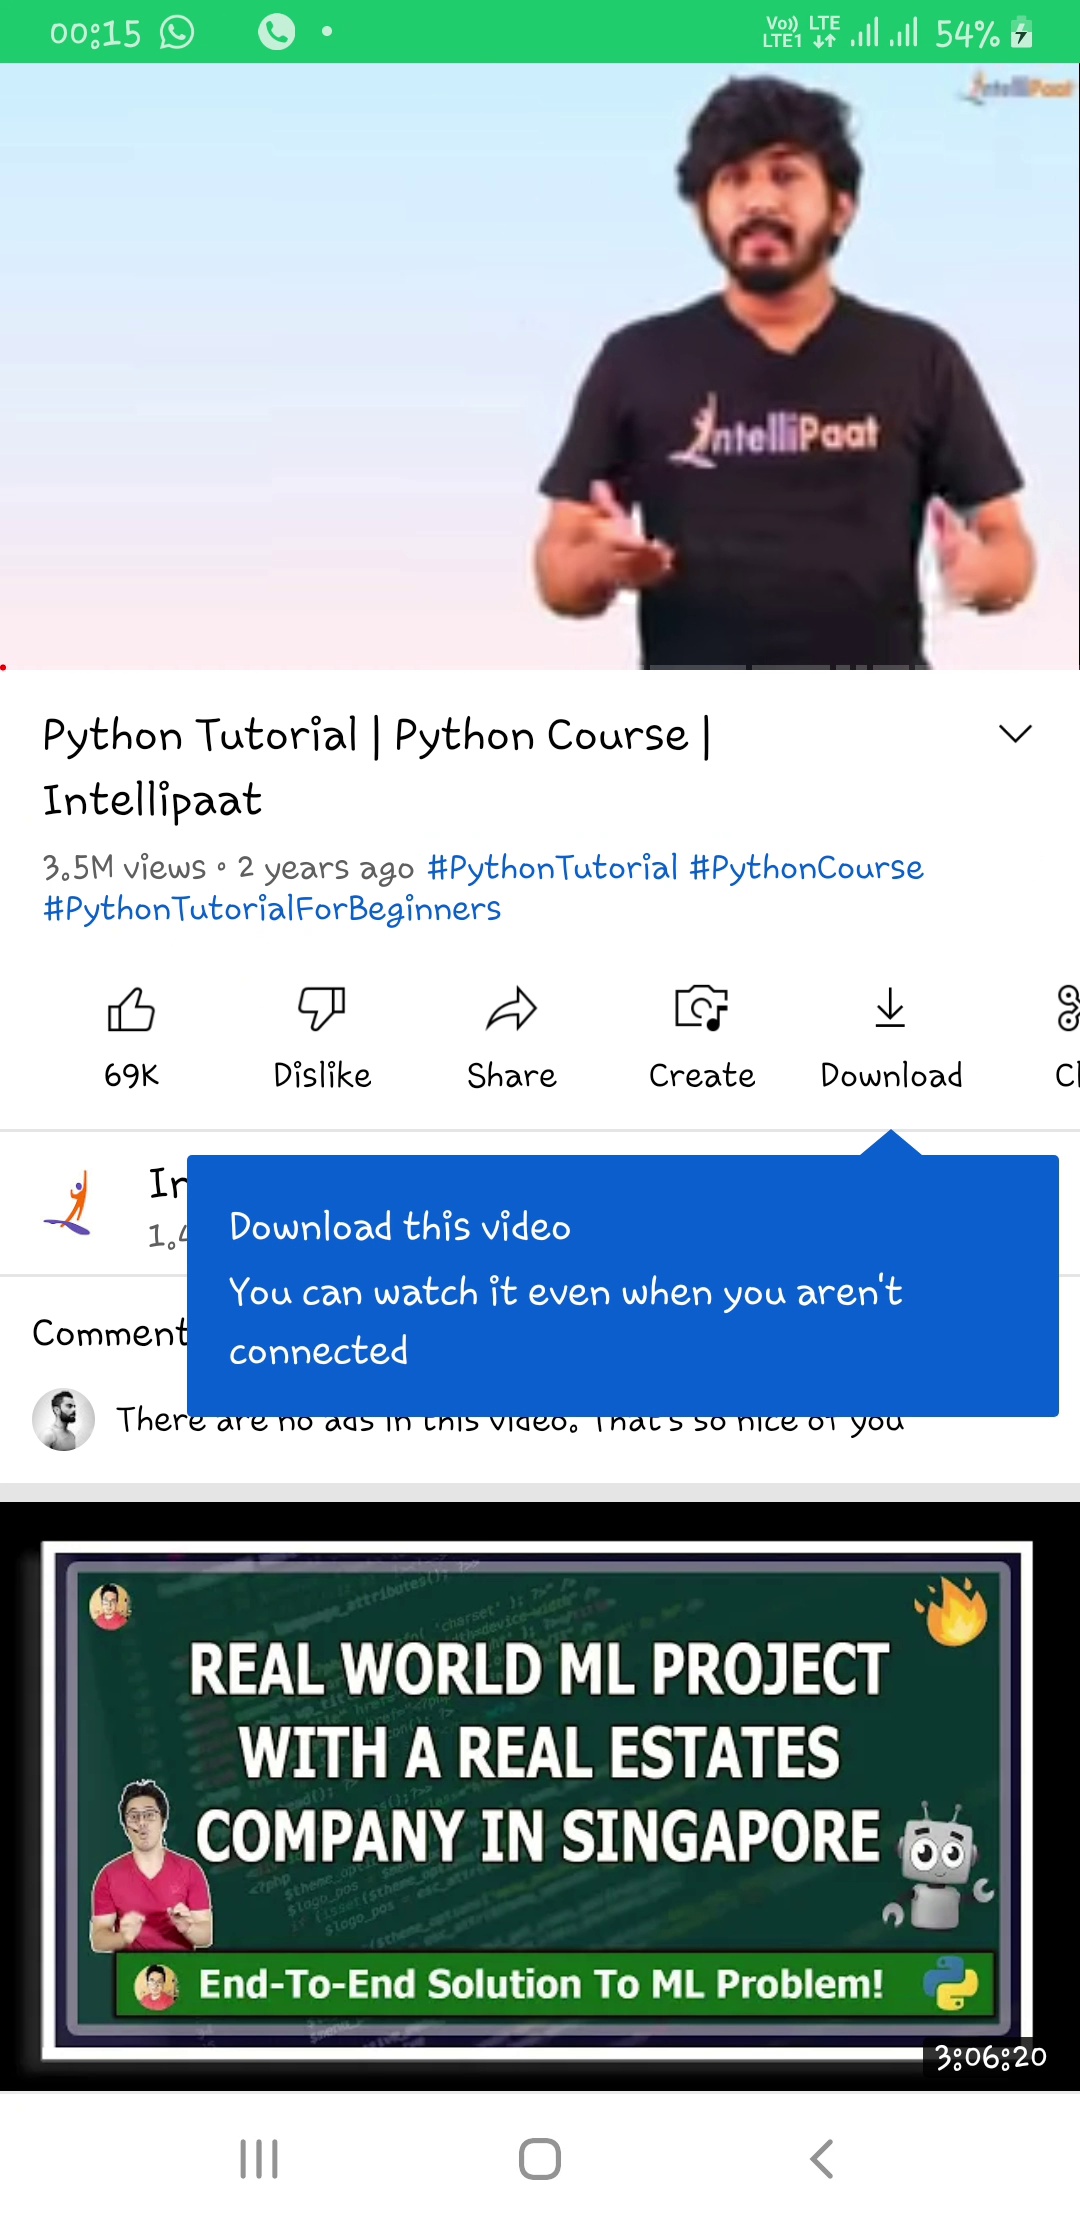 00:15
Vo)) LTE
LTE1
54%
IntelliPaat
IntelliPaat
Python Tutorial | Python Course |
Intellipaat
3.5M views • 2 years ago #PythonTutorial #PythonCourse
#PythonTutorialForBeginners
69K Dislike Share Create Download
Download this video
You can watch it even when you aren't
connected
Comment
There are no ads in this video. That's so nice of you
REAL WORLD ML PROJECT
WITH A REAL ESTATES
COMPANY IN SINGAPORE
End-To-End Solution To ML Problem!
3:06:20